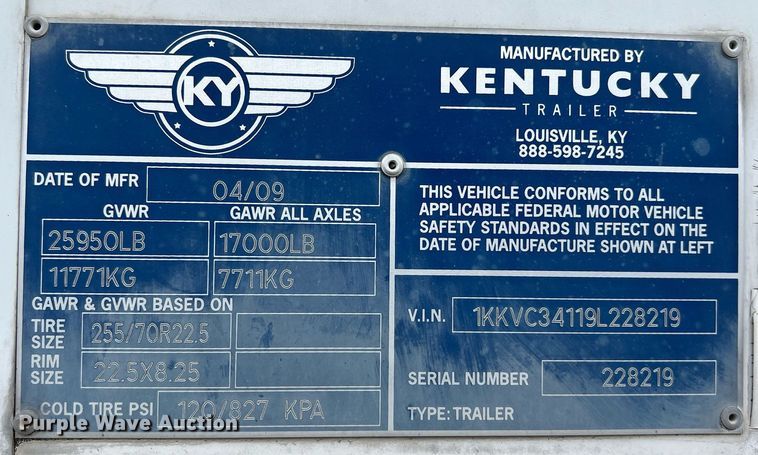 KY
MANUFACTURED BY
KENTUCKY
TRAILER
LOUISVILLE, KY
888-598-7245
DATE OF MFR 04/09
GVWR GAWR ALL AXLES
25950LB 17000LB
11771KG 7711KG
GAWR & GVWR BASED ON
TIRE SIZE 255/70R22.5
RIM SIZE 22.5X8.25
COLD TIRE PSI 120/827 KPA
THIS VEHICLE CONFORMS TO ALL
APPLICABLE FEDERAL MOTOR VEHICLE
SAFETY STANDARDS IN EFFECT ON THE
DATE OF MANUFACTURE SHOWN AT LEFT
V.I.N. 1KKVC34119L228219
SERIAL NUMBER 228219
TYPE: TRAILER
Purple Wave Auction